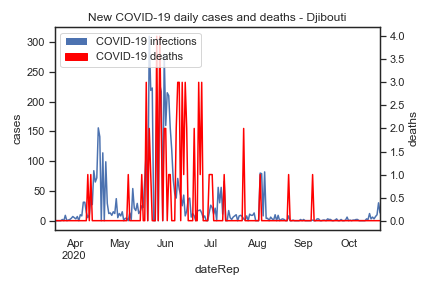 New COVID-19 daily cases and deaths - Djibouti
COVID-19 infections
COVID-19 deaths
cases
300
250
200
150
100
50
0
deaths
4.0
3.5
3.0
2.5
2.0
1.5
1.0
0.5
0.0
Apr May Jun Jul Aug Sep Oct
2020
dateRep